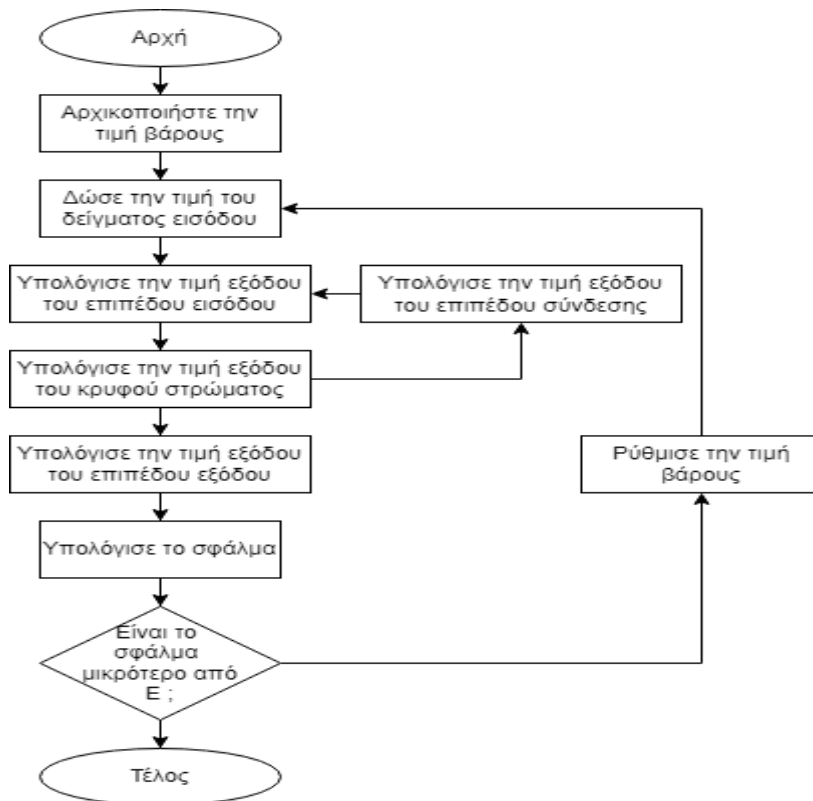 Αρχή
Αρχικοποιήστε την
τιμή βάρους
Δώσε την τιμή του
δείγματος εισόδου
Υπολόγισε την τιμή εξόδου
του επιπέδου εισόδου
Υπολόγισε την τιμή εξόδου
του επιπέδου σύνδεσης
Υπολόγισε την τιμή εξόδου
του κρυφού στρώματος
Υπολόγισε την τιμή εξόδου
του επιπέδου εξόδου
Ρύθμισε την τιμή
βάρους
Υπολόγισε το σφάλμα
Είναι το
σφάλμα
μικρότερο από
Ε ;
Τέλος